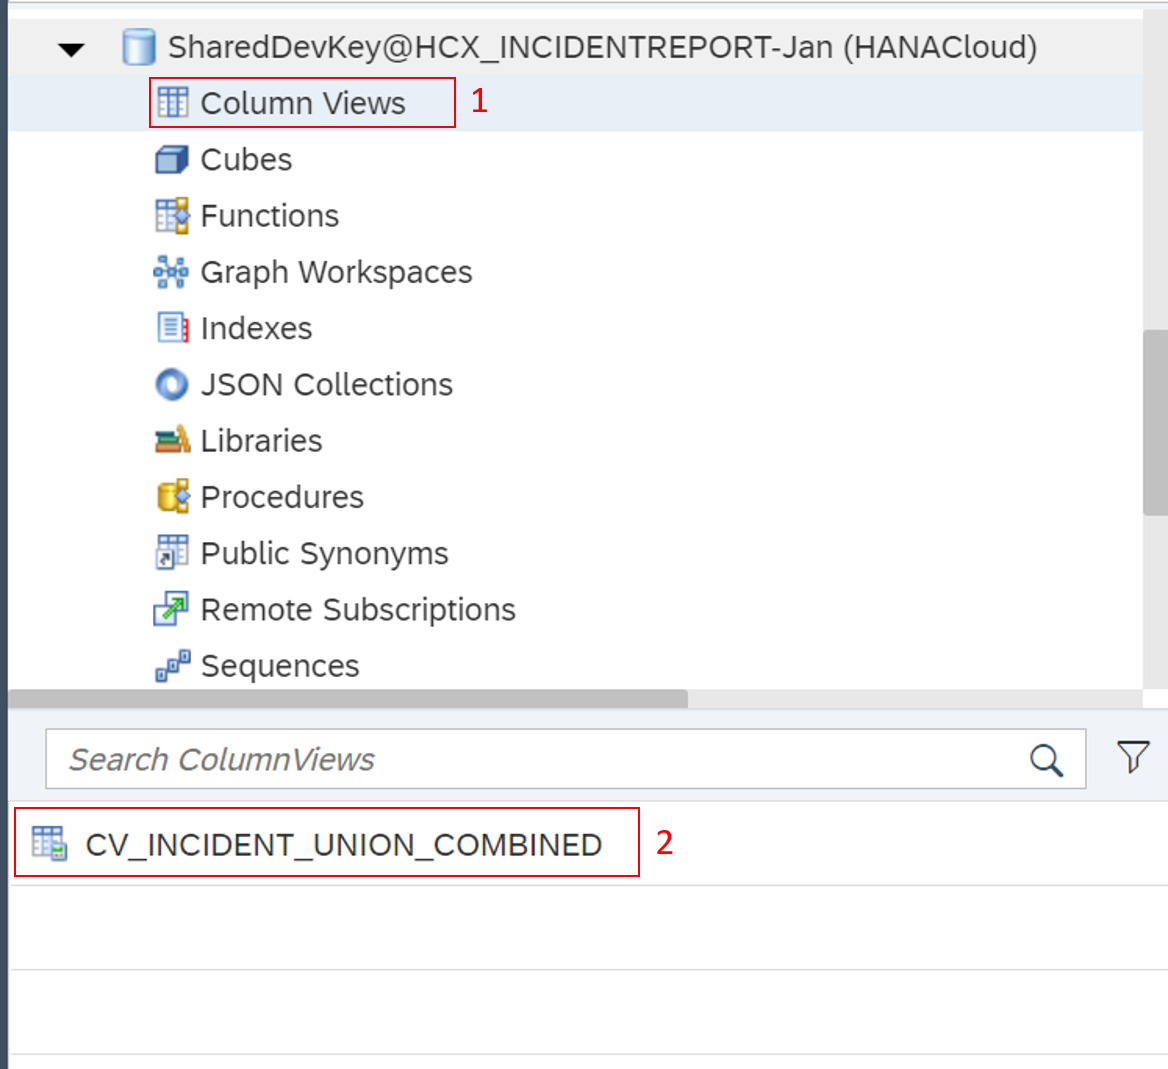 SharedDevKey@HCX_INCIDENTREPORT-Jan (HANACloud)
Column Views 1
Cubes
Functions
Graph Workspaces
Indexes
JSON Collections
Libraries
Procedures
Public Synonyms
Remote Subscriptions
Sequences
Search ColumnViews
CV_INCIDENT_UNION_COMBINED 2